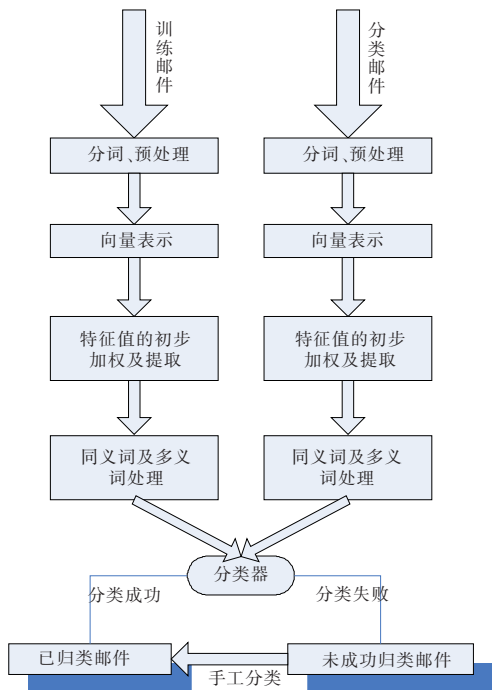 训练邮件
分类邮件
分词、预处理
分词、预处理
向量表示
向量表示
特征值的初步
加权及提取
特征值的初步
加权及提取
同义词及多义
词处理
同义词及多义
词处理
分类器
分类成功
分类失败
已归类邮件
未成功归类邮件
手工分类